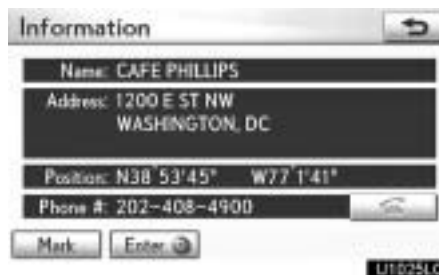 Information
Name: CAFE PHILLIPS
Address: 1200 E ST NW
WASHINGTON, DC
Position: N38°53'45" W77°1'41"
Phone #: 202-408-4900
Mark Enter
U1025LC